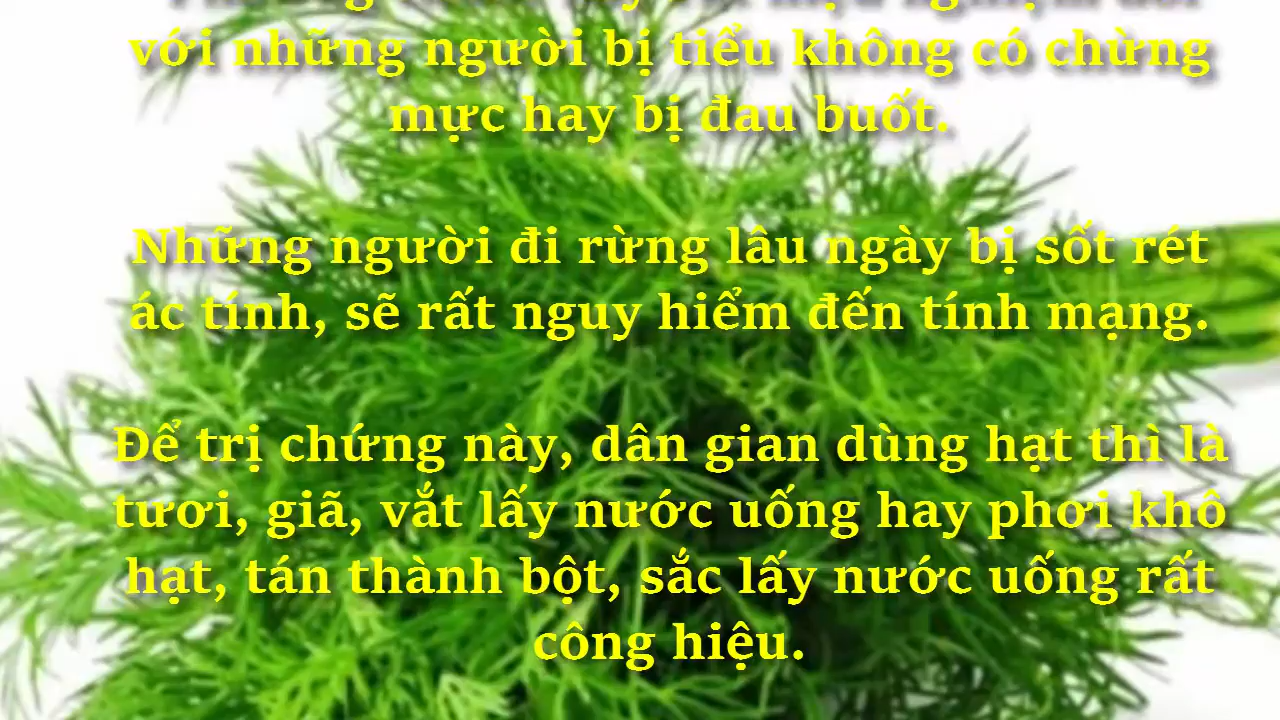 với những người bị tiểu không có chừng
mực hay bị đau buốt.
Những người đi rừng lâu ngày bị sốt rét
ác tính, sẽ rất nguy hiểm đến tính mạng.
Để trị chứng này, dân gian dùng hạt thì là
tươi, giã, vắt lấy nước uống hay phơi khô
hạt, tán thành bột, sắc lấy nước uống rất
công hiệu.